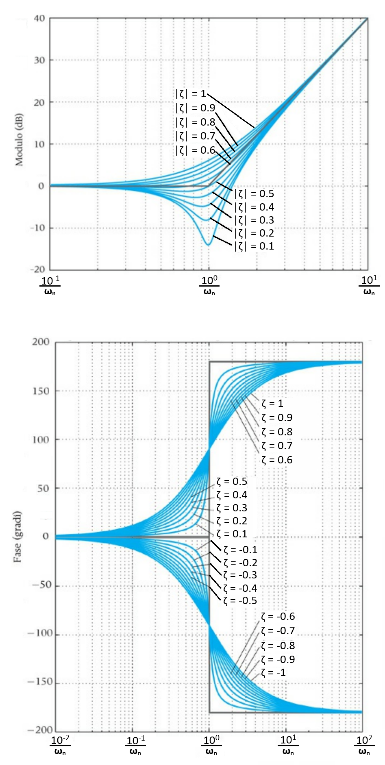 40
30
|ζ| = 1
|ζ| = 0.9
20
|ζ| = 0.8
|ζ| = 0.7
|ζ| = 0.6
10
Modulo (dB)
0
|ζ| = 0.5
|ζ| = 0.4
|ζ| = 0.3
-10
|ζ| = 0.2
|ζ| = 0.1
-20
10⁻¹ 10⁰ 10¹
ωₙ ωₙ ωₙ
200
150
ζ = 1
ζ = 0.9
ζ = 0.8
100
ζ = 0.7
ζ = 0.6
50
ζ = 0.5
ζ = 0.4
ζ = 0.3
ζ = 0.2
ζ = 0.1
Fase (gradi)
0
ζ = -0.1
ζ = -0.2
ζ = -0.3
−50
ζ = -0.4
ζ = -0.5
ζ = -0.6
−100
ζ = -0.7
ζ = -0.8
ζ = -0.9
ζ = -1
−150
−200
10⁻² 10⁻¹ 10⁰ 10¹ 10²
ωₙ ωₙ ωₙ ωₙ ωₙ